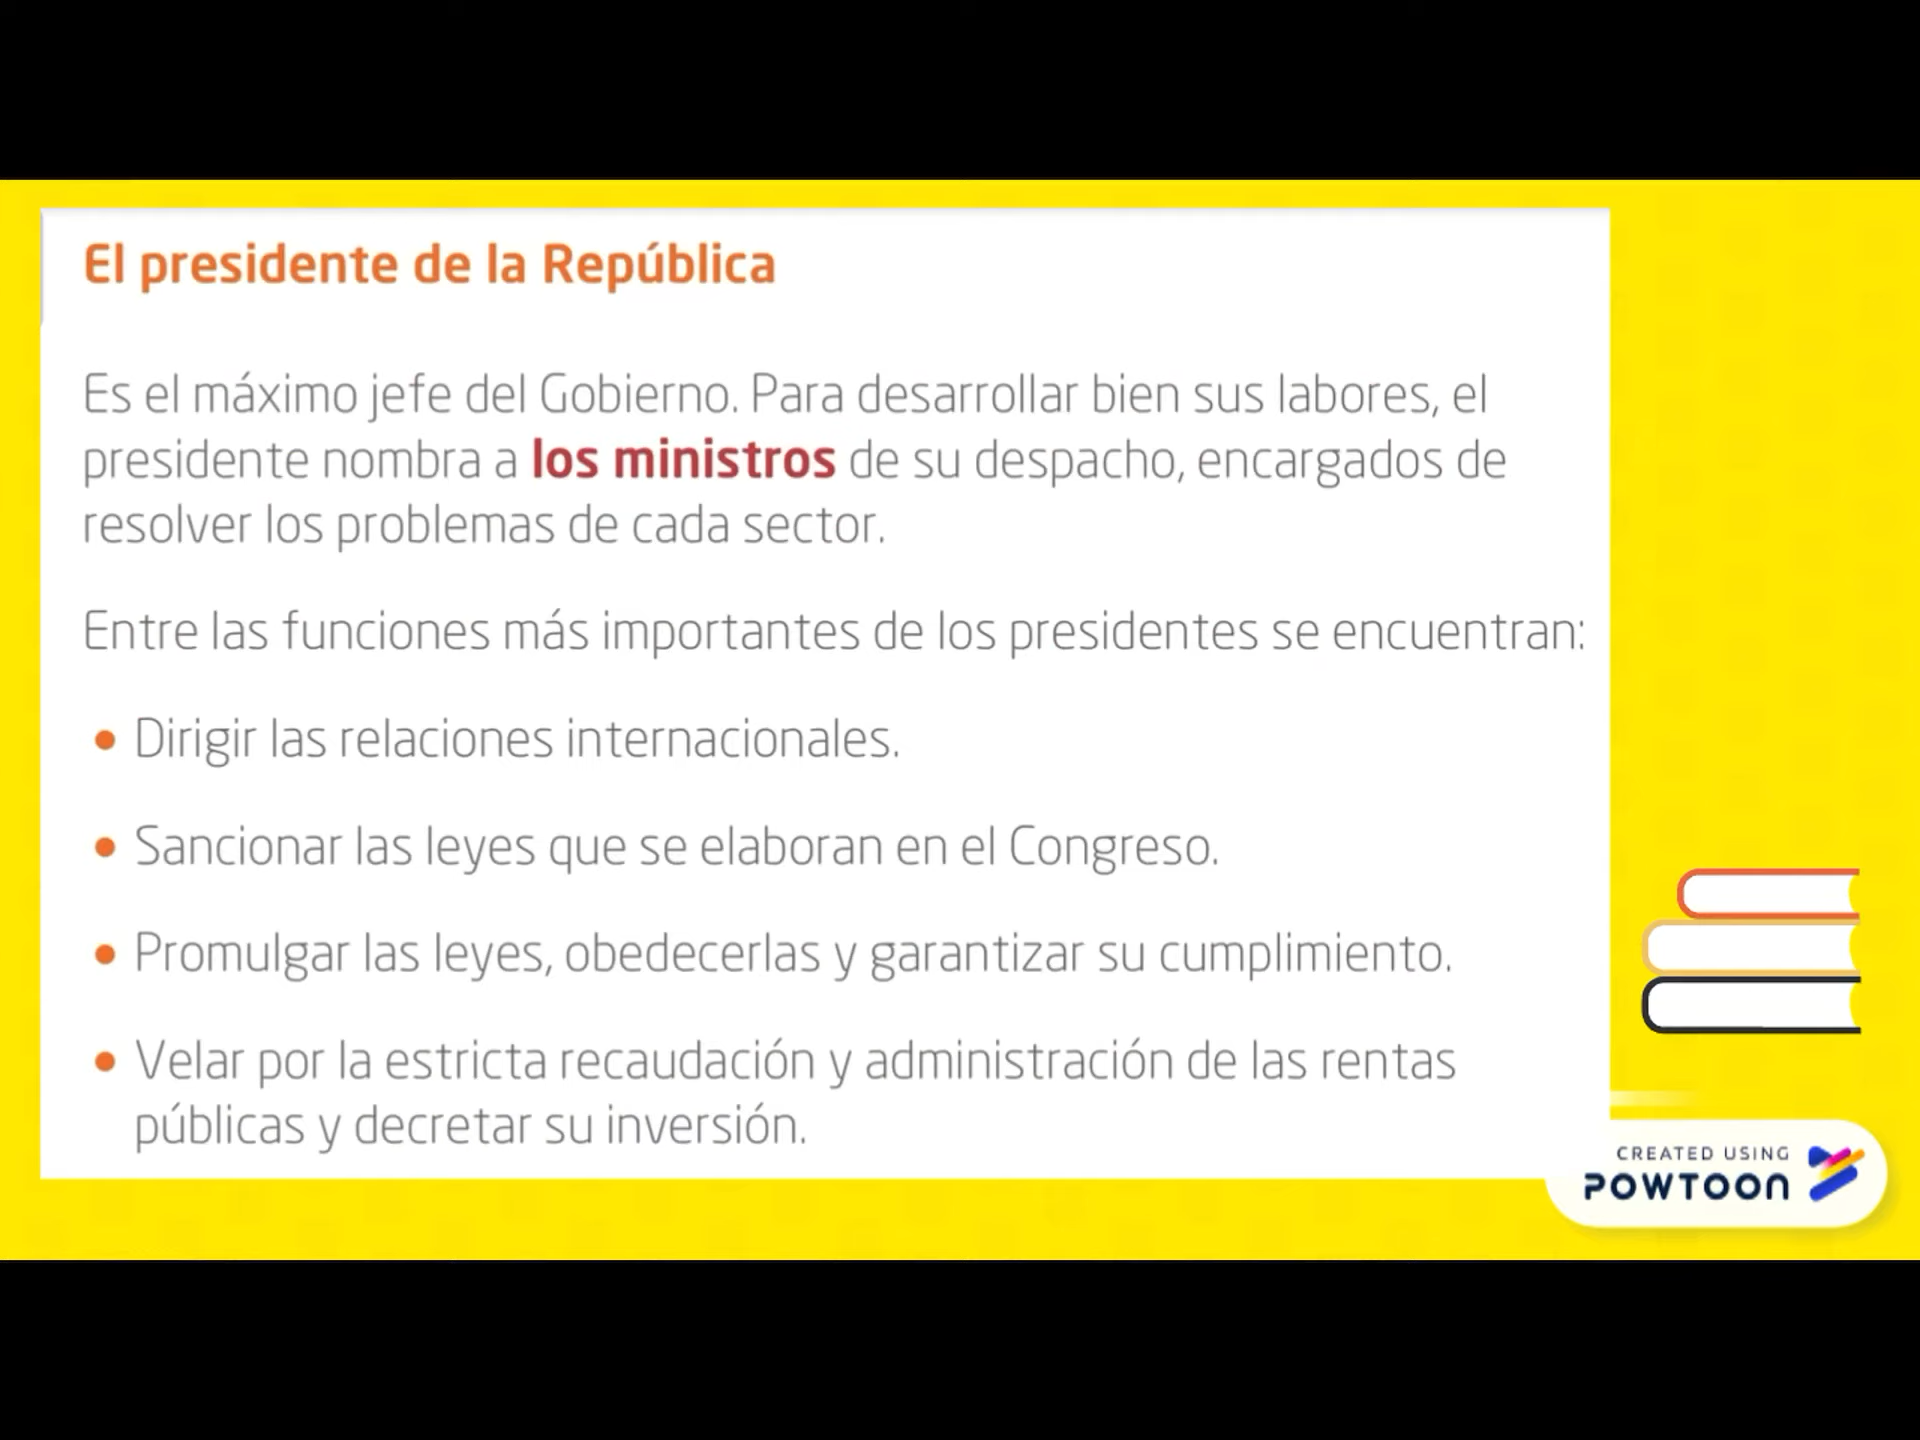 El presidente de la República
Es el máximo jefe del Gobierno. Para desarrollar bien sus labores, el
presidente nombra a los ministros de su despacho, encargados de
resolver los problemas de cada sector.
Entre las funciones más importantes de los presidentes se encuentran:
• Dirigir las relaciones internacionales.
• Sancionar las leyes que se elaboran en el Congreso.
• Promulgar las leyes, obedecerlas y garantizar su cumplimiento.
• Velar por la estricta recaudación y administración de las rentas
públicas y decretar su inversión.
CREATED USING
POWTOON